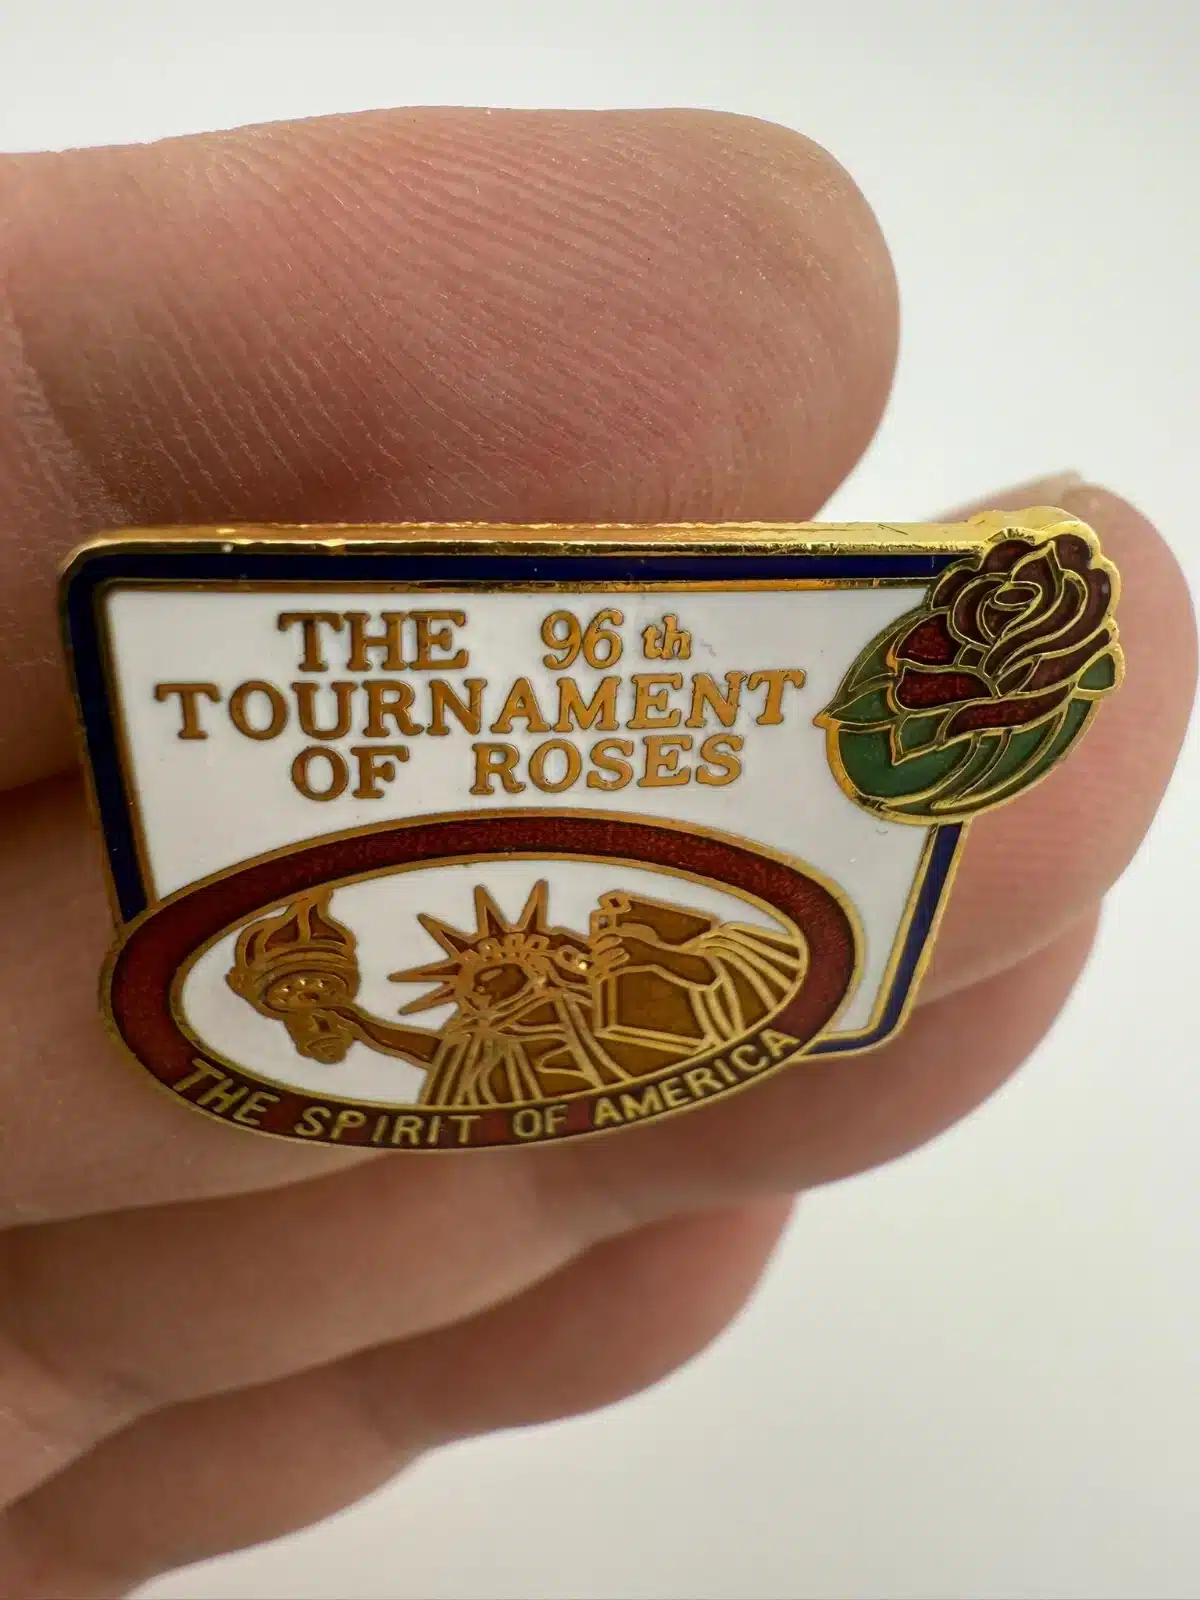 THE 96th
TOURNAMENT
OF ROSES
THE SPIRIT OF AMERICA